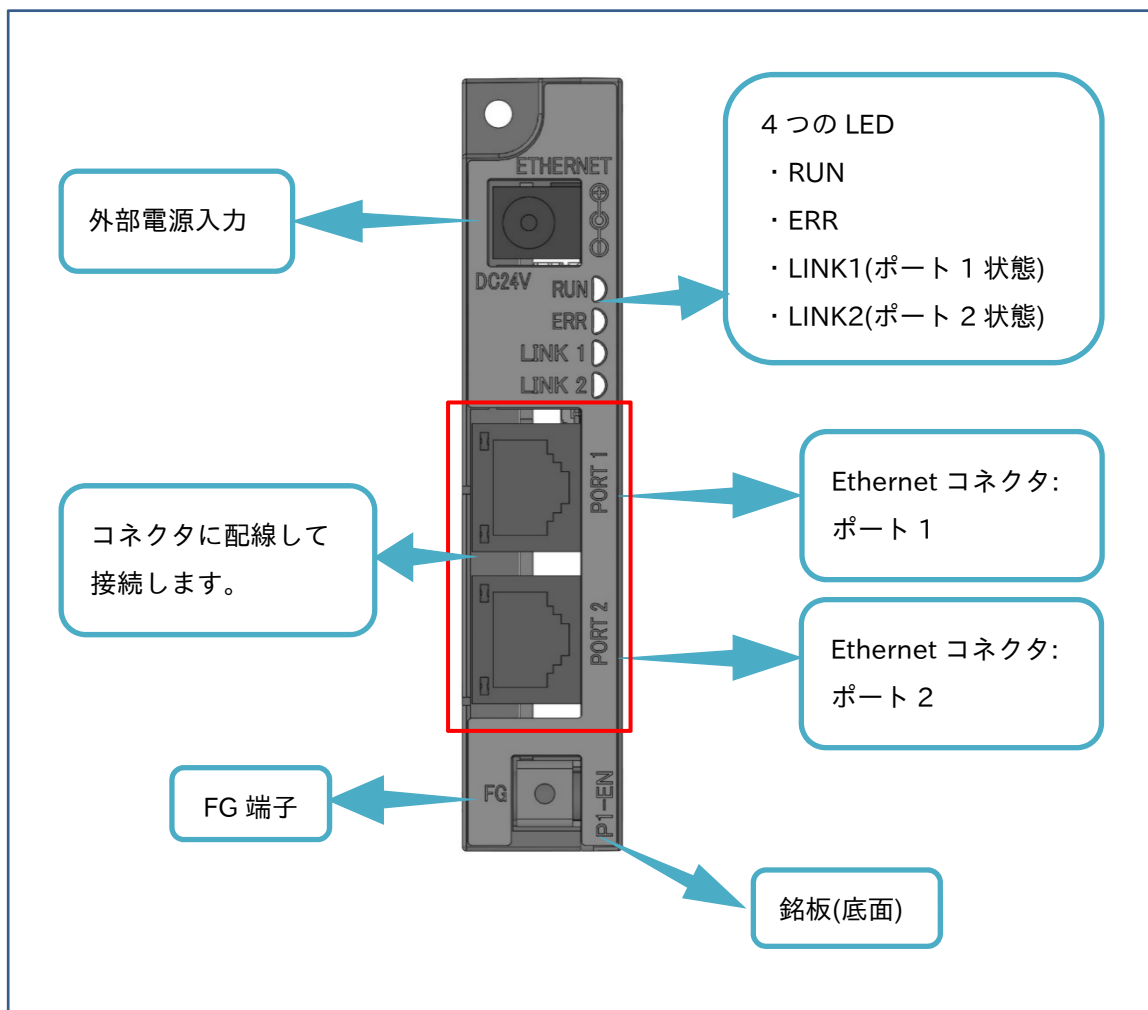 外部電源入力
ETHERNET
DC24V
RUN
ERR
LINK 1
LINK 2
4 つの LED
・RUN
・ERR
・LINK1(ポート 1 状態)
・LINK2(ポート 2 状態)
コネクタに配線して
接続します。
PORT 1
PORT 2
Ethernet コネクタ:
ポート 1
Ethernet コネクタ:
ポート 2
FG 端子
FG
P1-EN
銘板(底面)